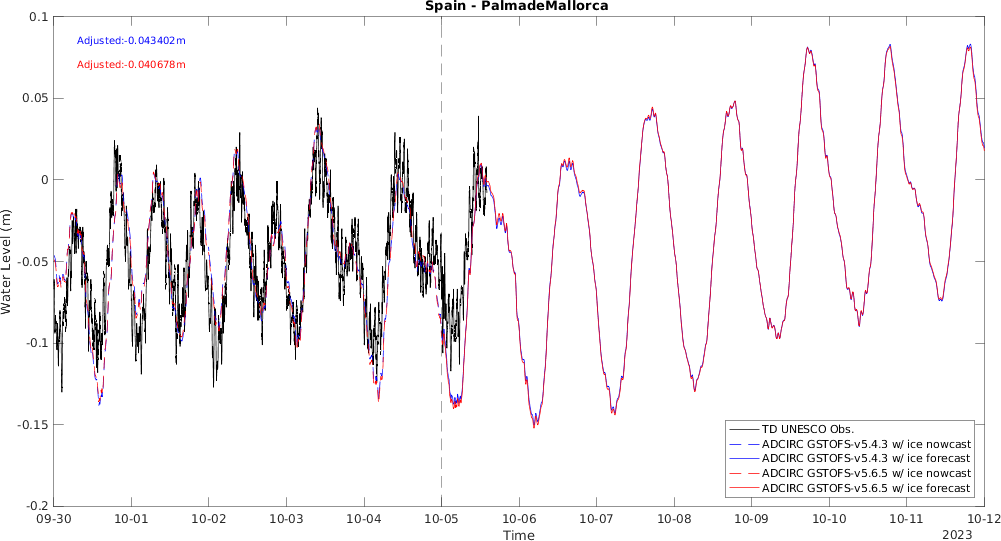 Spain - PalmadeMallorca
0.1
Adjusted:-0.043402m
Adjusted:-0.040678m
0.05
0
-0.05
-0.1
-0.15
-0.2
Water Level (m)
TD UNESCO Obs.
ADCIRC GSTOFS-v5.4.3 w/ ice nowcast
ADCIRC GSTOFS-v5.4.3 w/ ice forecast
ADCIRC GSTOFS-v5.6.5 w/ ice nowcast
ADCIRC GSTOFS-v5.6.5 w/ ice forecast
09-30 10-01 10-02 10-03 10-04 10-05 10-06 10-07 10-08 10-09 10-10 10-11 10-12
Time
2023